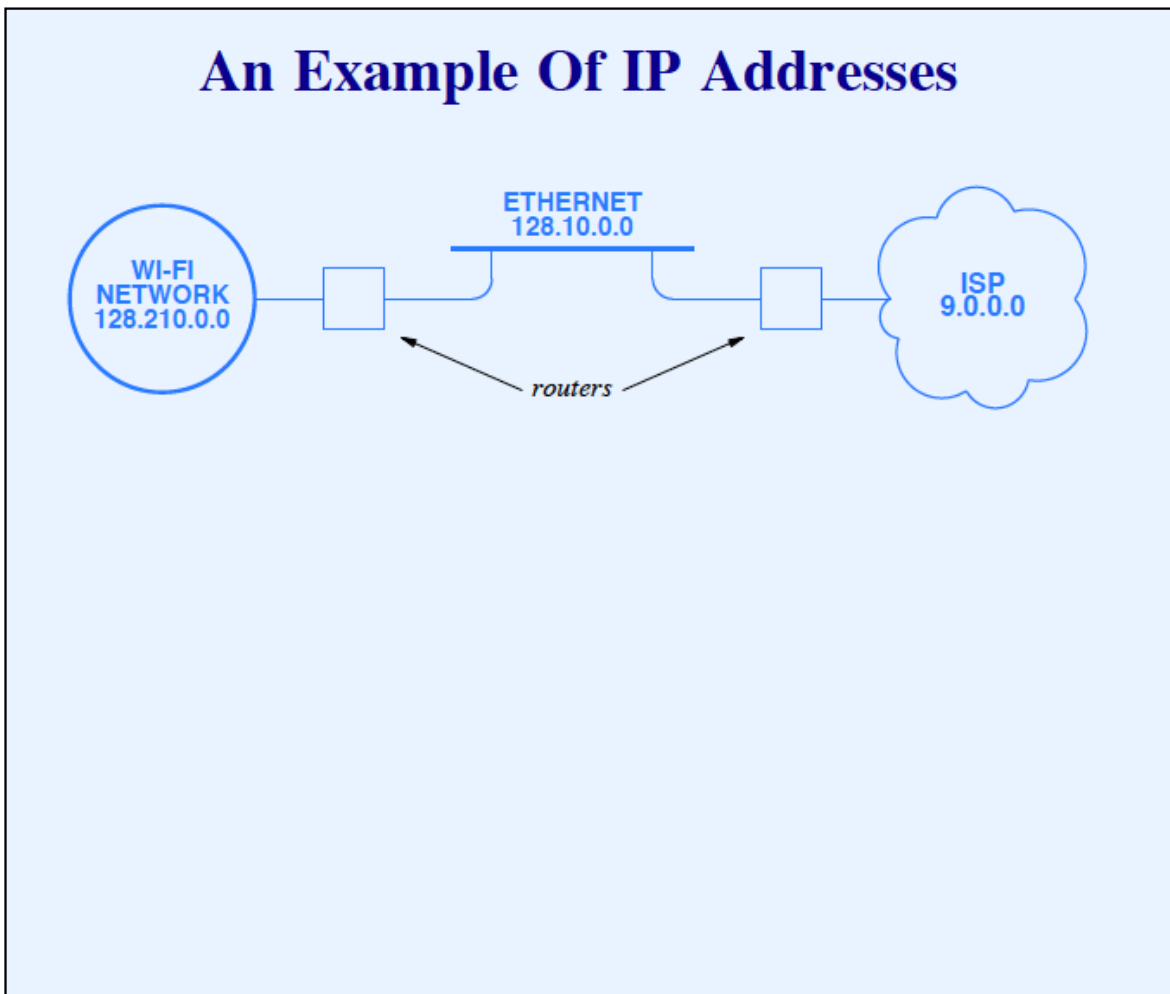 An Example Of IP Addresses
ETHERNET
128.10.0.0
WI-FI
NETWORK
128.210.0.0
ISP
9.0.0.0
routers